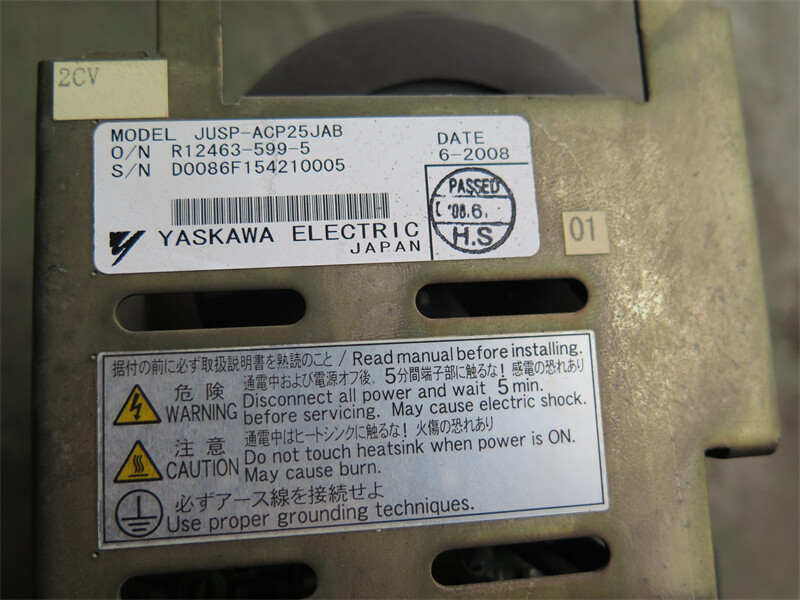 2CV
MODEL JUSP-ACP25JAB
O/N R12463-599-5
S/N D0086F154210005
DATE
6-2008
PASSED
'08.6.
H.S
YASKAWA ELECTRIC
JAPAN
01
据付の前に必ず取扱説明書を熟読のこと / Read manual before installing.
危険
WARNING
通電中および電源オフ後、5分間端子部に触るな! 感電の恐れあり
Disconnect all power and wait 5 min.
before servicing. May cause electric shock.
注意
CAUTION
通電中はヒートシンクに触るな! 火傷の恐れあり
Do not touch heatsink when power is ON.
May cause burn.
必ずアース線を接続せよ
Use proper grounding techniques.